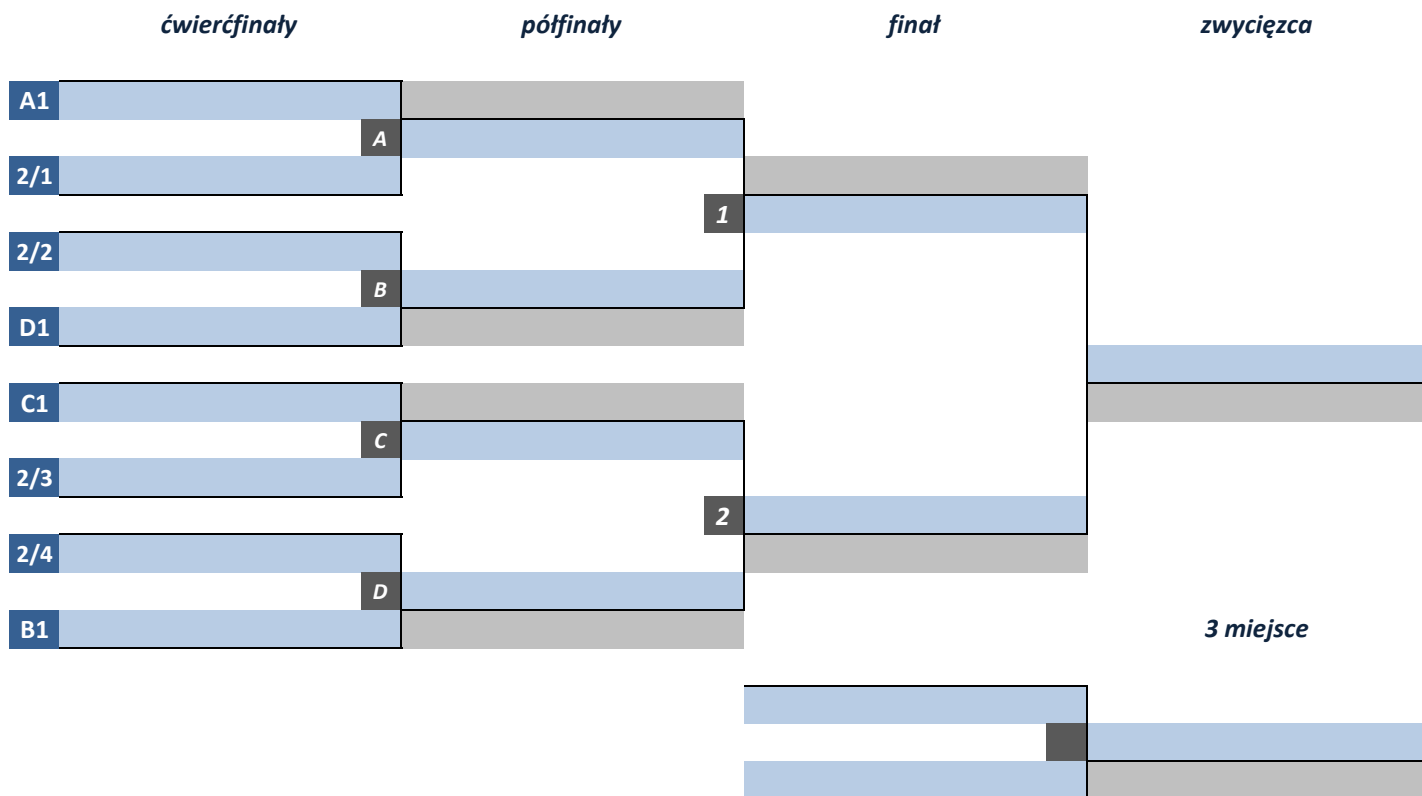 ćwierćfinały półfinały finał zwycięzca
A1
A
2/1
1
2/2
B
D1
C1
C
2/3
2
2/4
D
B1 3 miejsce